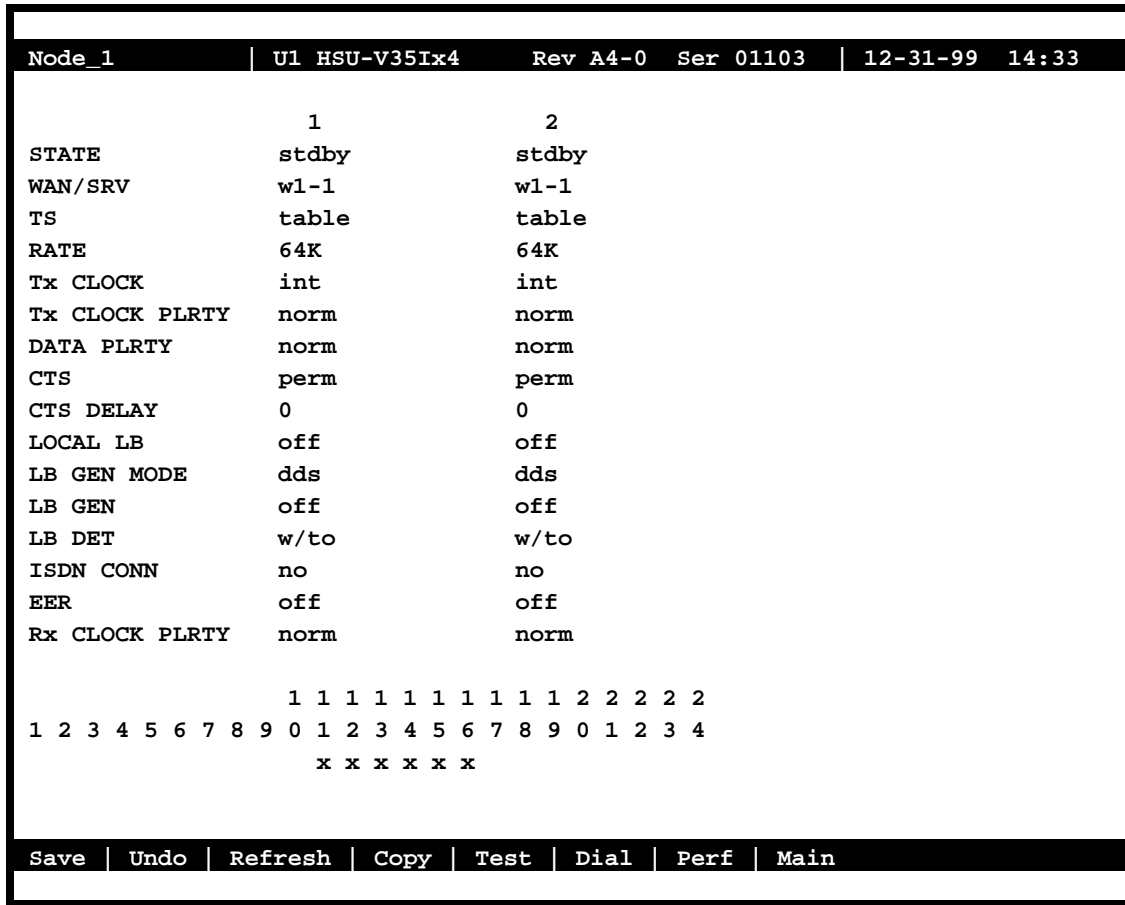 Node_1 | U1 HSU-V35Ix4 Rev A4-0 Ser 01103 | 12-31-99 14:33
1 2
STATE stdby stdby
WAN/SRV w1-1 w1-1
TS table table
RATE 64K 64K
Tx CLOCK int int
Tx CLOCK PLRTY norm norm
DATA PLRTY norm norm
CTS perm perm
CTS DELAY 0 0
LOCAL LB off off
LB GEN MODE dds dds
LB GEN off off
LB DET w/to w/to
ISDN CONN no no
EER off off
Rx CLOCK PLRTY norm norm
1 1 1 1 1 1 1 1 1 1 2 2 2 2 2
1 2 3 4 5 6 7 8 9 0 1 2 3 4 5 6 7 8 9 0 1 2 3 4
x x x x x x
Save | Undo | Refresh | Copy | Test | Dial | Perf | Main